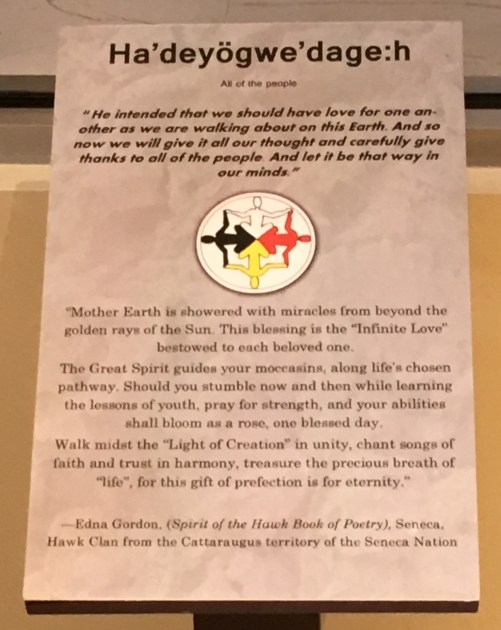 Ha’deyögwe’dage:h
All of the people
“He intended that we should have love for one an-
other as we are walking about on this Earth. And so
now we will give it all our thought and carefully give
thanks to all of the people. And let it be that way in
our minds.”
“Mother Earth is showered with miracles from beyond the
golden rays of the Sun. This blessing is the “Infinite Love”
bestowed to each beloved one.
The Great Spirit guides your moccasins, along life’s chosen
pathway. Should you stumble now and then while learning
the lessons of youth, pray for strength, and your abilities
shall bloom as a rose, one blessed day.
Walk midst the “Light of Creation” in unity, chant songs of
faith and trust in harmony, treasure the precious breath of
“life”, for this gift of prefection is for eternity.”
—Edna Gordon, (Spirit of the Hawk Book of Poetry), Seneca,
Hawk Clan from the Cattaraugus territory of the Seneca Nation